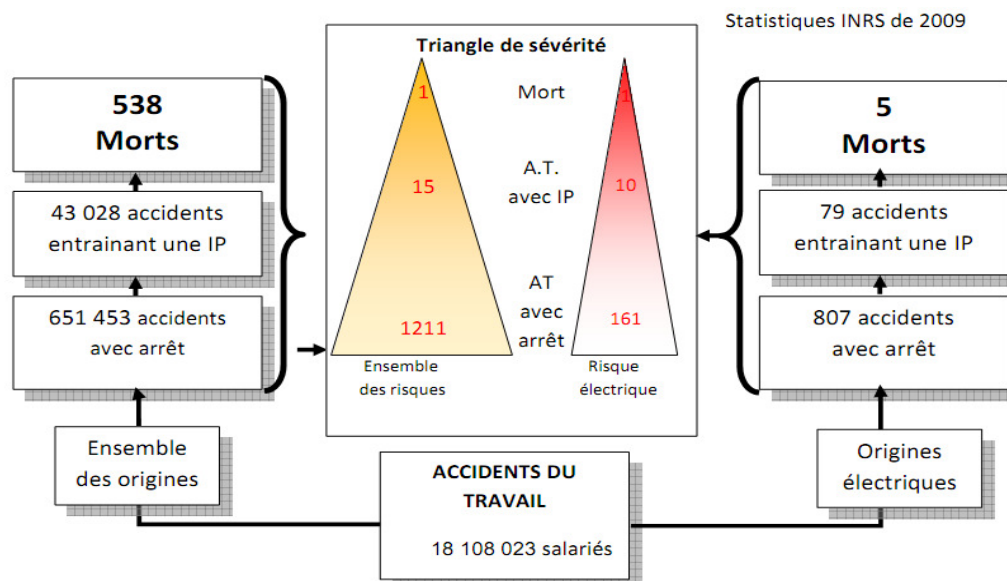 Statistiques INRS de 2009
538
Morts
43 028 accidents
entrainant une IP
651 453 accidents
avec arrêt
Ensemble
des origines
Triangle de sévérité
1
Mort
1
15
A.T.
avec IP
10
1211
AT
avec
arrêt
161
Ensemble
des risques
Risque
électrique
5
Morts
79 accidents
entrainant une IP
807 accidents
avec arrêt
Origines
électriques
ACCIDENTS DU
TRAVAIL
18 108 023 salariés